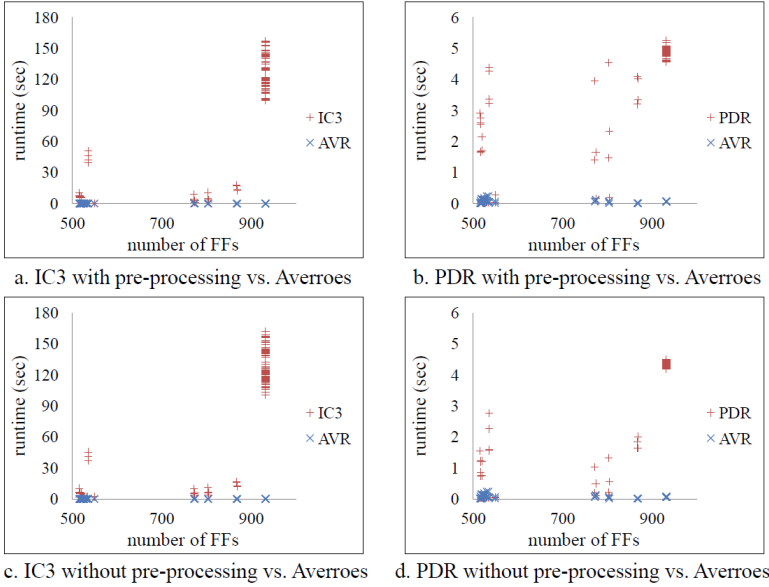 180
150
120
90
60
30
0
runtime (sec)
IC3
AVR
500
700
900
number of FFs
a. IC3 with pre-processing vs. Averroes
6
5
4
3
2
1
0
runtime (sec)
PDR
AVR
500
700
900
number of FFs
b. PDR with pre-processing vs. Averroes
180
150
120
90
60
30
0
runtime (sec)
IC3
AVR
500
700
900
number of FFs
c. IC3 without pre-processing vs. Averroes
6
5
4
3
2
1
0
runtime (sec)
PDR
AVR
500
700
900
number of FFs
d. PDR without pre-processing vs. Averroes